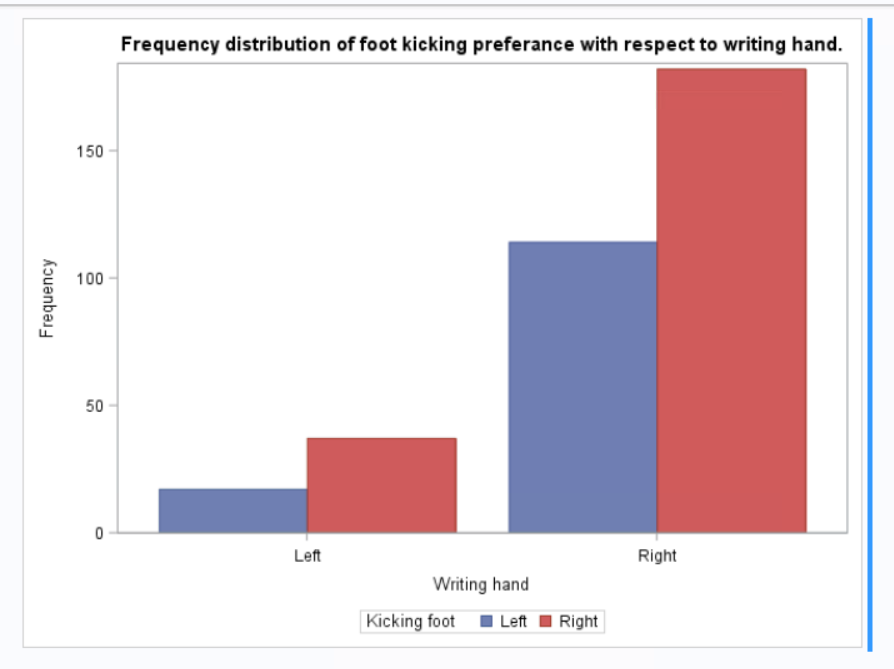 Frequency distribution of foot kicking preferance with respect to writing hand.
150
100
50
0
Frequency
Left Right
Writing hand
Kicking foot Left Right